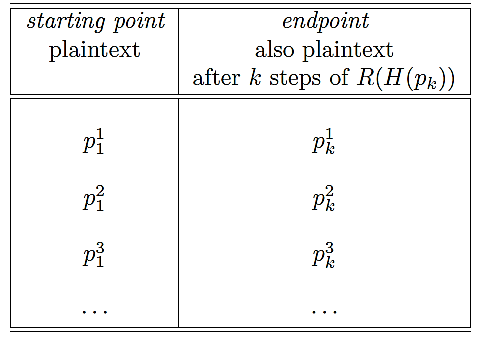 starting point endpoint
plaintext also plaintext
after k steps of R(H(p_k))
p_1^1 p_k^1
p_1^2 p_k^2
p_1^3 p_k^3
... ...